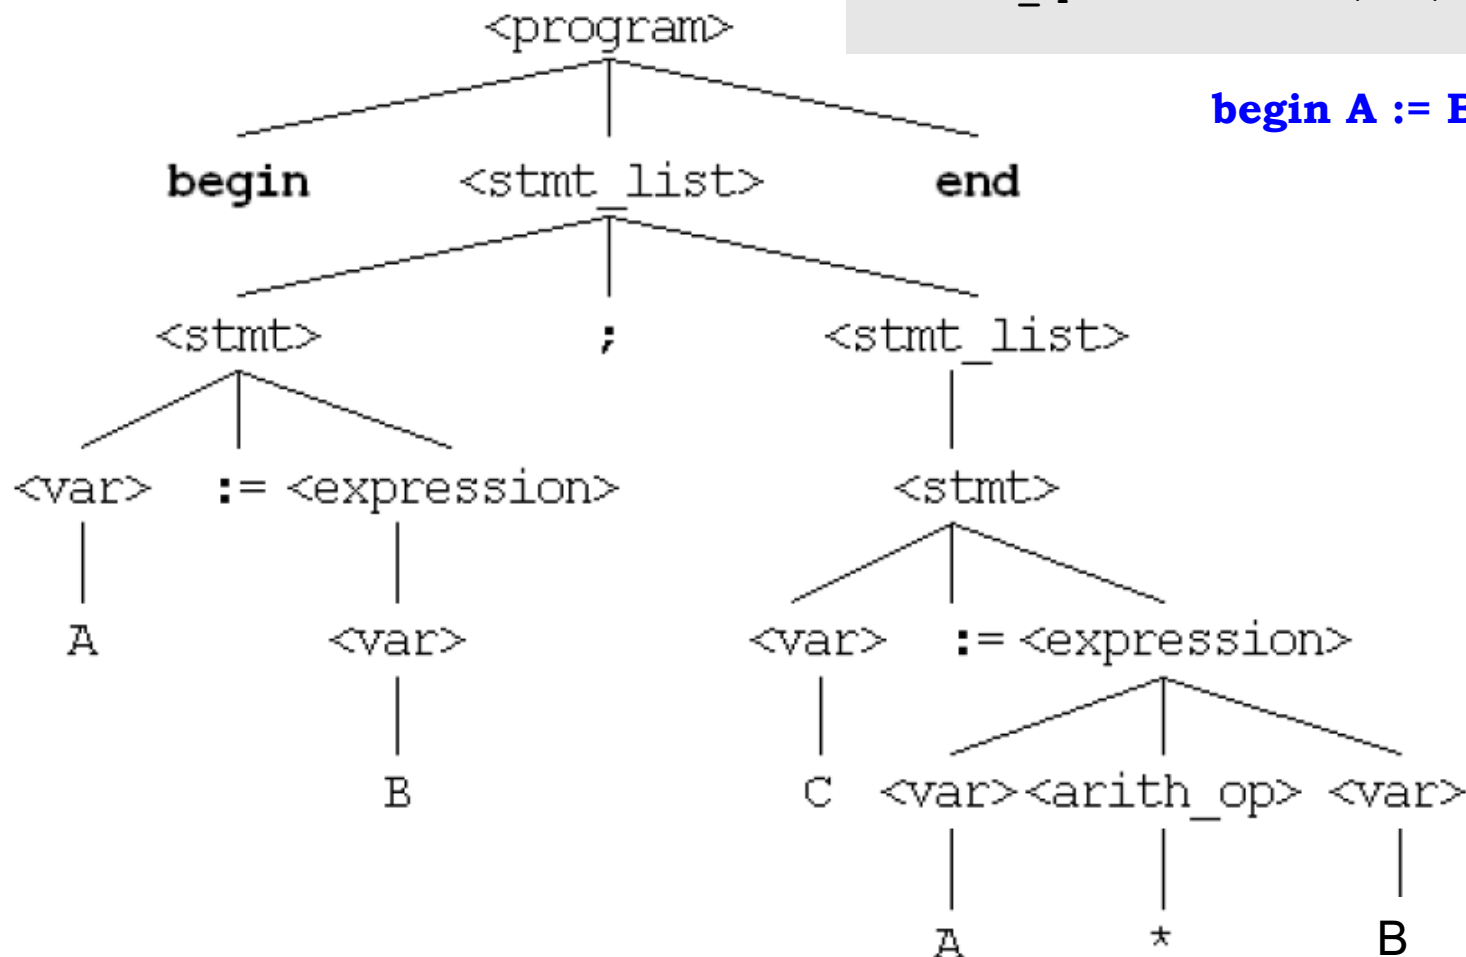 <program>
begin A := B
begin <stmt_list> end
<stmt> ; <stmt_list>
<var> := <expression> <stmt>
A <var> <var> := <expression>
B C <var> <arith_op> <var>
A * B